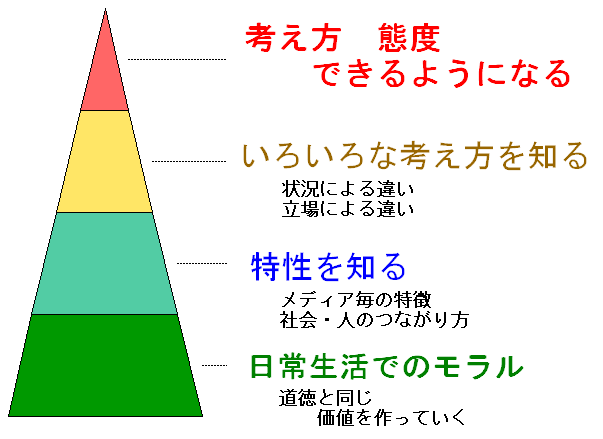 考え方　態度
できるようになる
いろいろな考え方を知る
状況による違い
立場による違い
特性を知る
メディア毎の特徴
社会・人のつながり方
日常生活でのモラル
道徳と同じ
価値を作っていく